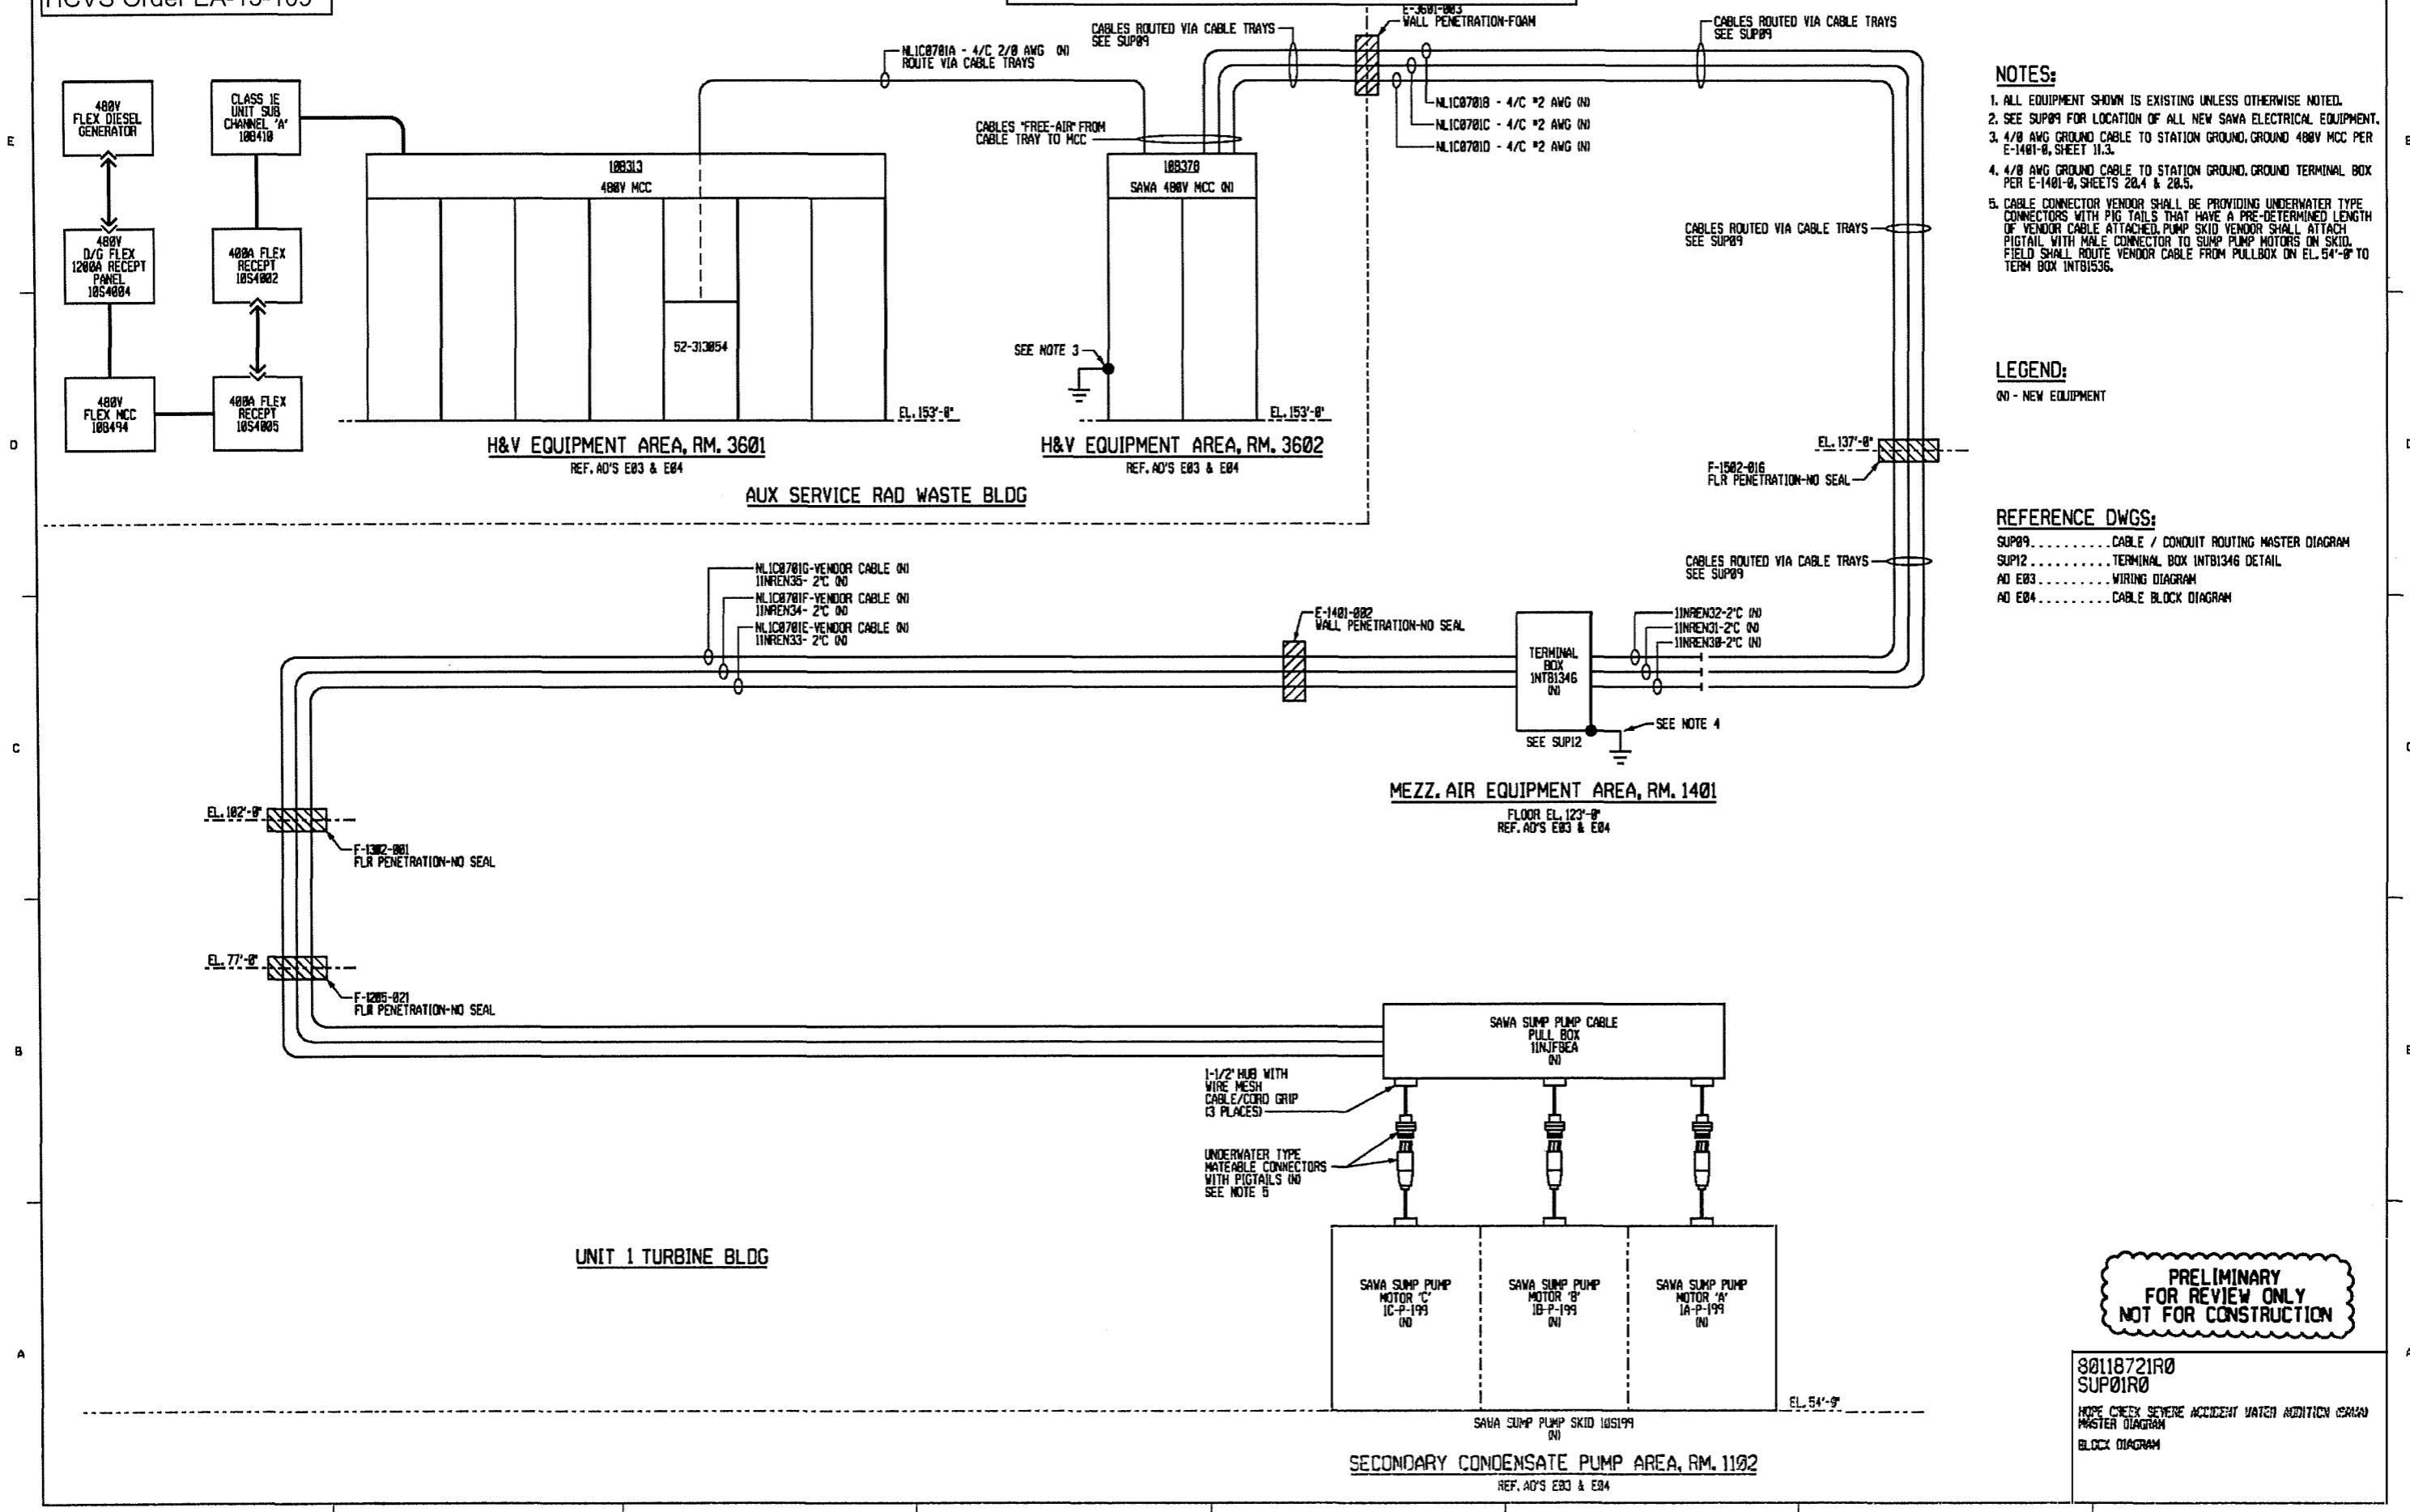 HCVS Order EA-13-109
E-3601-003
WALL PENETRATION-FOAM
CABLES ROUTED VIA CABLE TRAYS
SEE SUP09
CABLES ROUTED VIA CABLE TRAYS
SEE SUP09
NL1C0701A - 4/C 2/0 AWG (N)
ROUTE VIA CABLE TRAYS
480V
FLEX DIESEL
GENERATOR
CLASS 1E
UNIT SUB
CHANNEL 'A'
10B410
CABLES "FREE-AIR" FROM
CABLE TRAY TO MCC
NL1C0701B - 4/C #2 AWG (N)
NL1C0701C - 4/C #2 AWG (N)
NL1C0701D - 4/C #2 AWG (N)
10B313
480V MCC
10B378
SAWA 480V MCC (N)
480V
D/G FLEX
1200A RECEPT
PANEL
10S4004
400A FLEX
RECEPT
10S4002
52-313054
SEE NOTE 3
480V
FLEX MCC
10B494
400A FLEX
RECEPT
10S4005
EL. 153'-0"
EL. 153'-0"
H&V EQUIPMENT AREA, RM. 3601
REF. AD'S E03 & E04
H&V EQUIPMENT AREA, RM. 3602
REF. AD'S E03 & E04
AUX SERVICE RAD WASTE BLDG
CABLES ROUTED VIA CABLE TRAYS
SEE SUP09
EL. 137'-0"
F-1502-016
FLR PENETRATION-NO SEAL
CABLES ROUTED VIA CABLE TRAYS
SEE SUP09
NOTES:
1. ALL EQUIPMENT SHOWN IS EXISTING UNLESS OTHERWISE NOTED.
2. SEE SUP09 FOR LOCATION OF ALL NEW SAWA ELECTRICAL EQUIPMENT.
3. 4/0 AWG GROUND CABLE TO STATION GROUND. GROUND 480V MCC PER
E-1401-0, SHEET 11.3.
4. 4/0 AWG GROUND CABLE TO STATION GROUND. GROUND TERMINAL BOX
PER E-1401-0, SHEETS 20.4 & 20.5.
5. CABLE CONNECTOR VENDOR SHALL BE PROVIDING UNDERWATER TYPE
CONNECTORS WITH PIG TAILS THAT HAVE A PRE-DETERMINED LENGTH
OF VENDOR CABLE ATTACHED. PUMP SKID VENDOR SHALL ATTACH
PIGTAIL WITH MALE CONNECTOR TO SUMP PUMP MOTORS ON SKID.
FIELD SHALL ROUTE VENDOR CABLE FROM PULLBOX ON EL. 54'-0" TO
TERM BOX 1NTB1536.
LEGEND:
(N) - NEW EQUIPMENT
REFERENCE DWGS:
SUP09..........CABLE / CONDUIT ROUTING MASTER DIAGRAM
SUP12..........TERMINAL BOX 1NTB1346 DETAIL
AD E03.........WIRING DIAGRAM
AD E04.........CABLE BLOCK DIAGRAM
NL1C0701G-VENDOR CABLE (N)
1INREN35- 2"C (N)
NL1C0701F-VENDOR CABLE (N)
1INREN34- 2"C (N)
NL1C0701E-VENDOR CABLE (N)
1INREN33- 2"C (N)
E-1401-002
WALL PENETRATION-NO SEAL
TERMINAL
BOX
1NTB1346
(N)
1INREN32-2"C (N)
1INREN31-2"C (N)
1INREN30-2"C (N)
SEE NOTE 4
SEE SUP12
MEZZ. AIR EQUIPMENT AREA, RM. 1401
FLOOR EL. 123'-0"
REF. AD'S E03 & E04
EL. 102'-0"
F-1302-001
FLR PENETRATION-NO SEAL
EL. 77'-0"
F-1205-021
FLR PENETRATION-NO SEAL
SAWA SUMP PUMP CABLE
PULL BOX
1INJF8EA
(N)
1-1/2" HUB WITH
WIRE MESH
CABLE/CORD GRIP
(3 PLACES)
UNDERWATER TYPE
MATEABLE CONNECTORS
WITH PIGTAILS (N)
SEE NOTE 5
UNIT 1 TURBINE BLDG
SAWA SUMP PUMP
MOTOR 'C'
1C-P-199
(N)
SAWA SUMP PUMP
MOTOR 'B'
1B-P-199
(N)
SAWA SUMP PUMP
MOTOR 'A'
1A-P-199
(N)
EL. 54'-0"
SAWA SUMP PUMP SKID 10S199
(N)
SECONDARY CONDENSATE PUMP AREA, RM. 1102
REF. AD'S E03 & E04
PRELIMINARY
FOR REVIEW ONLY
NOT FOR CONSTRUCTION
80118721R0
SUP01R0
HOPE CREEK SEVERE ACCIDENT WATER ADDITION (SAWA)
MASTER DIAGRAM
BLOCK DIAGRAM
E
D
C
B
A